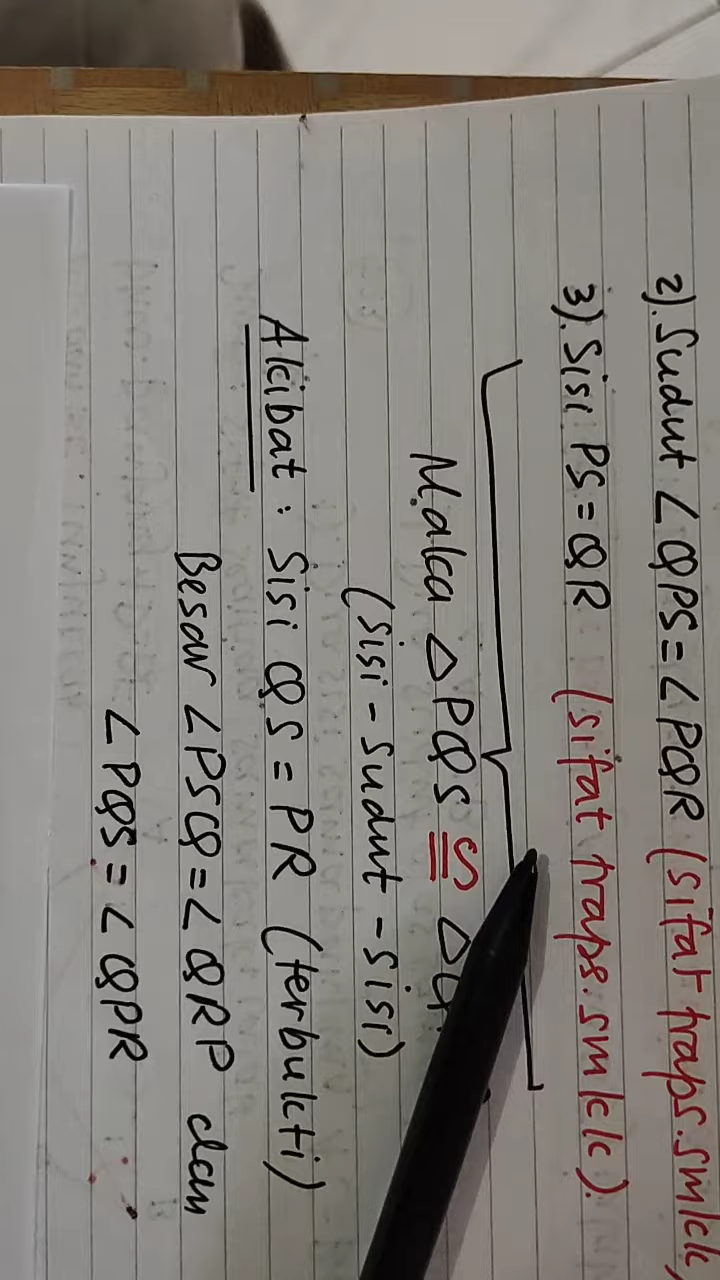 2). Sudut ∠QPS = ∠PQR (sifat traps. smkk)
3). Sisi PS = QR (sifat traps. smkk).
Maka △PQS ≅ △
(sisi - sudut - sisi)
Akibat : Sisi QS = PR (terbukti)
Besar ∠PSQ = ∠QRP dan
∠PQS = ∠QPR